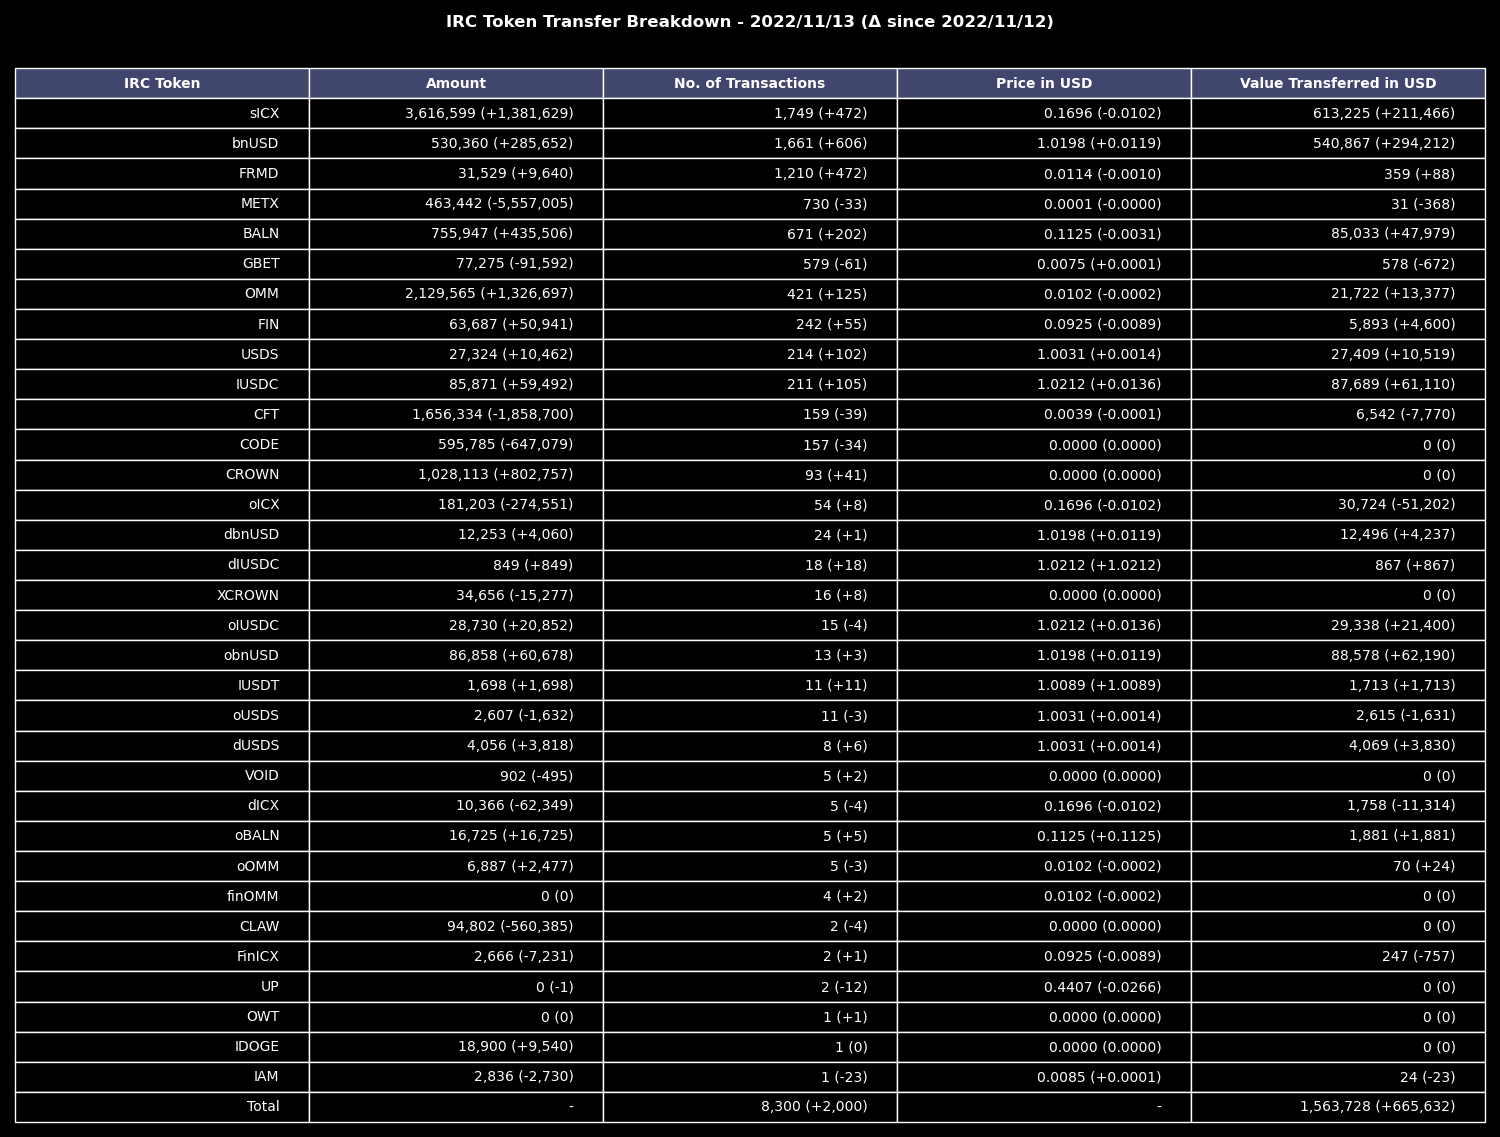 IRC Token Transfer Breakdown - 2022/11/13 (Δ since 2022/11/12)
IRC Token Amount No. of Transactions Price in USD Value Transferred in USD
sICX 3,616,599 (+1,381,629) 1,749 (+472) 0.1696 (-0.0102) 613,225 (+211,466)
bnUSD 530,360 (+285,652) 1,661 (+606) 1.0198 (+0.0119) 540,867 (+294,212)
FRMD 31,529 (+9,640) 1,210 (+472) 0.0114 (-0.0010) 359 (+88)
METX 463,442 (-5,557,005) 730 (-33) 0.0001 (-0.0000) 31 (-368)
BALN 755,947 (+435,506) 671 (+202) 0.1125 (-0.0031) 85,033 (+47,979)
GBET 77,275 (-91,592) 579 (-61) 0.0075 (+0.0001) 578 (-672)
OMM 2,129,565 (+1,326,697) 421 (+125) 0.0102 (-0.0002) 21,722 (+13,377)
FIN 63,687 (+50,941) 242 (+55) 0.0925 (-0.0089) 5,893 (+4,600)
USDS 27,324 (+10,462) 214 (+102) 1.0031 (+0.0014) 27,409 (+10,519)
IUSDC 85,871 (+59,492) 211 (+105) 1.0212 (+0.0136) 87,689 (+61,110)
CFT 1,656,334 (-1,858,700) 159 (-39) 0.0039 (-0.0001) 6,542 (-7,770)
CODE 595,785 (-647,079) 157 (-34) 0.0000 (0.0000) 0 (0)
CROWN 1,028,113 (+802,757) 93 (+41) 0.0000 (0.0000) 0 (0)
oICX 181,203 (-274,551) 54 (+8) 0.1696 (-0.0102) 30,724 (-51,202)
dbnUSD 12,253 (+4,060) 24 (+1) 1.0198 (+0.0119) 12,496 (+4,237)
dIUSDC 849 (+849) 18 (+18) 1.0212 (+1.0212) 867 (+867)
XCROWN 34,656 (-15,277) 16 (+8) 0.0000 (0.0000) 0 (0)
oIUSDC 28,730 (+20,852) 15 (-4) 1.0212 (+0.0136) 29,338 (+21,400)
obnUSD 86,858 (+60,678) 13 (+3) 1.0198 (+0.0119) 88,578 (+62,190)
IUSDT 1,698 (+1,698) 11 (+11) 1.0089 (+1.0089) 1,713 (+1,713)
oUSDS 2,607 (-1,632) 11 (-3) 1.0031 (+0.0014) 2,615 (-1,631)
dUSDS 4,056 (+3,818) 8 (+6) 1.0031 (+0.0014) 4,069 (+3,830)
VOID 902 (-495) 5 (+2) 0.0000 (0.0000) 0 (0)
dICX 10,366 (-62,349) 5 (-4) 0.1696 (-0.0102) 1,758 (-11,314)
oBALN 16,725 (+16,725) 5 (+5) 0.1125 (+0.1125) 1,881 (+1,881)
oOMM 6,887 (+2,477) 5 (-3) 0.0102 (-0.0002) 70 (+24)
finOMM 0 (0) 4 (+2) 0.0102 (-0.0002) 0 (0)
CLAW 94,802 (-560,385) 2 (-4) 0.0000 (0.0000) 0 (0)
FinICX 2,666 (-7,231) 2 (+1) 0.0925 (-0.0089) 247 (-757)
UP 0 (-1) 2 (-12) 0.4407 (-0.0266) 0 (0)
OWT 0 (0) 1 (+1) 0.0000 (0.0000) 0 (0)
IDOGE 18,900 (+9,540) 1 (0) 0.0000 (0.0000) 0 (0)
IAM 2,836 (-2,730) 1 (-23) 0.0085 (+0.0001) 24 (-23)
Total - 8,300 (+2,000) - 1,563,728 (+665,632)